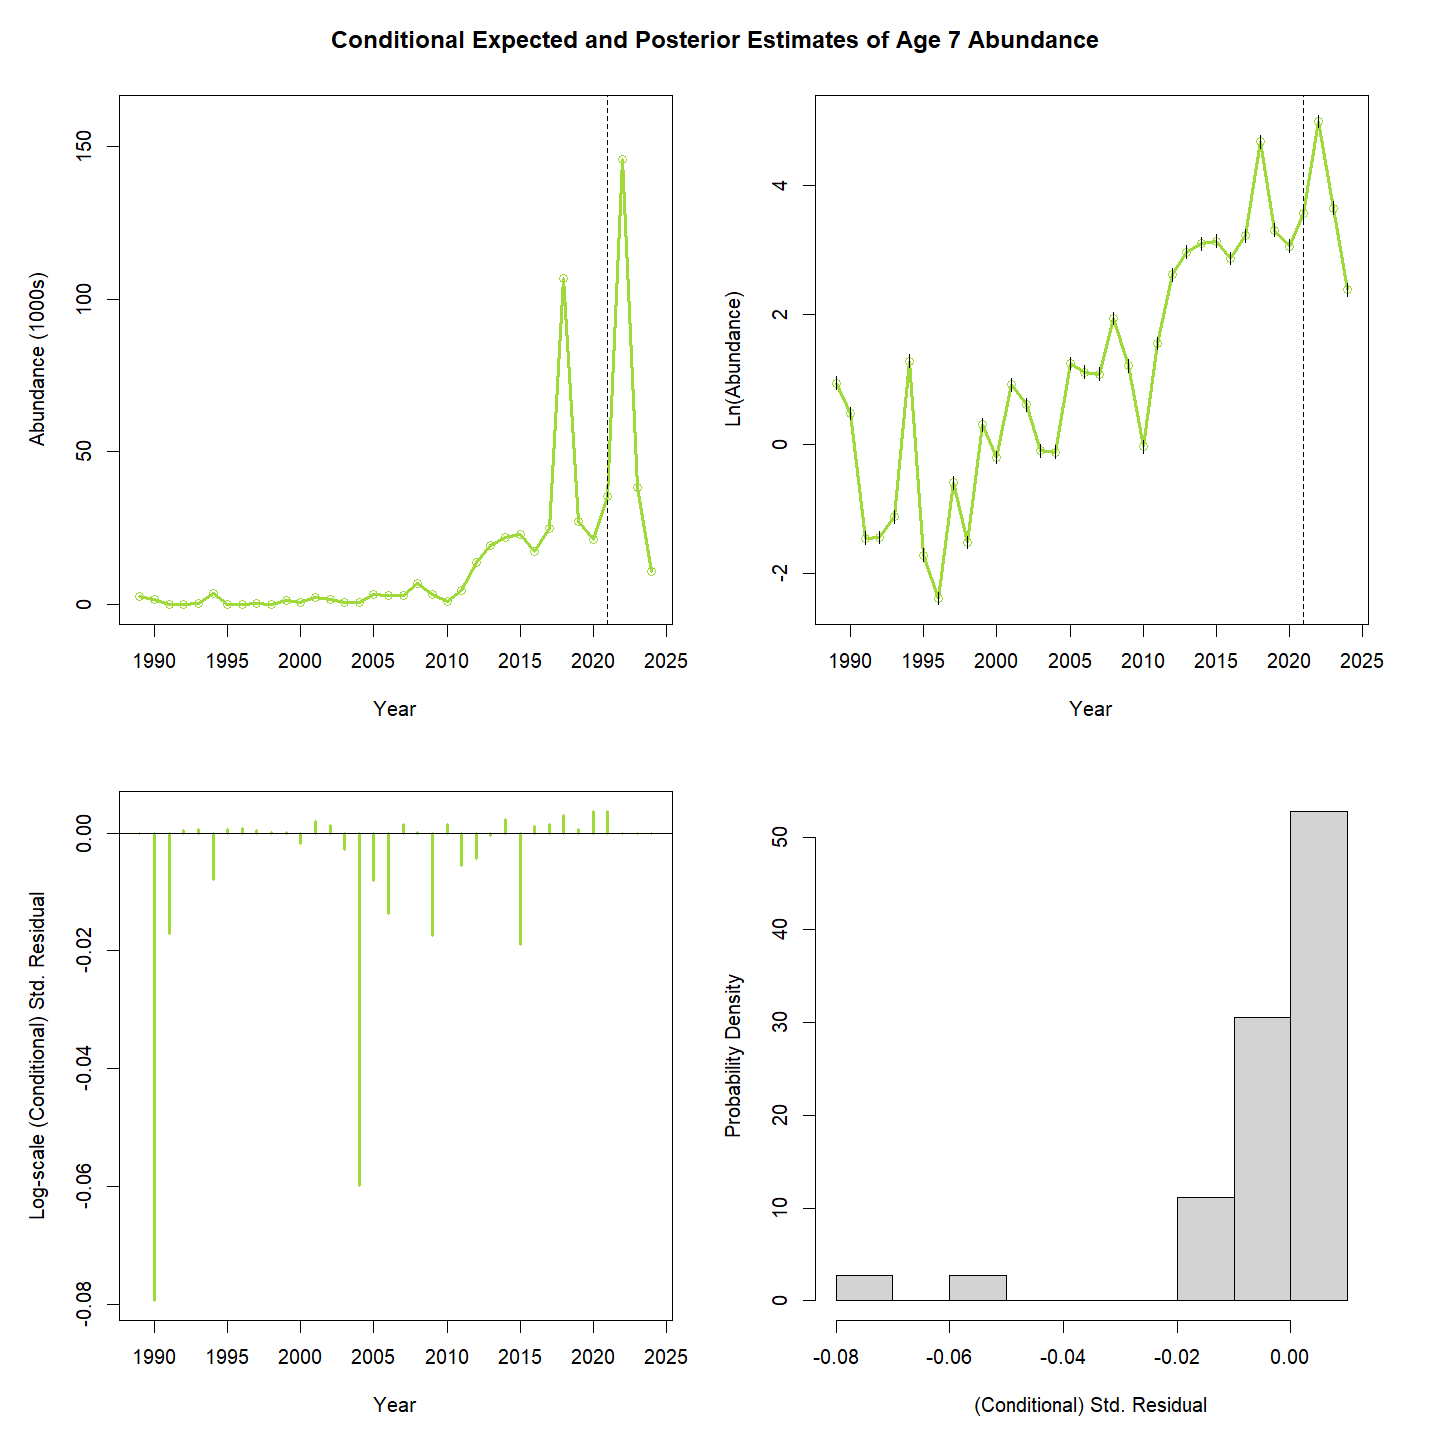 Conditional Expected and Posterior Estimates of Age 7 Abundance
Abundance (1000s)
150
100
50
0
1990 1995 2000 2005 2010 2015 2020 2025
Year
Ln(Abundance)
4
2
0
-2
1990 1995 2000 2005 2010 2015 2020 2025
Year
Log-scale (Conditional) Std. Residual
0.00
-0.02
-0.04
-0.06
-0.08
1990 1995 2000 2005 2010 2015 2020 2025
Year
Probability Density
50
40
30
20
10
0
-0.08 -0.06 -0.04 -0.02 0.00
(Conditional) Std. Residual